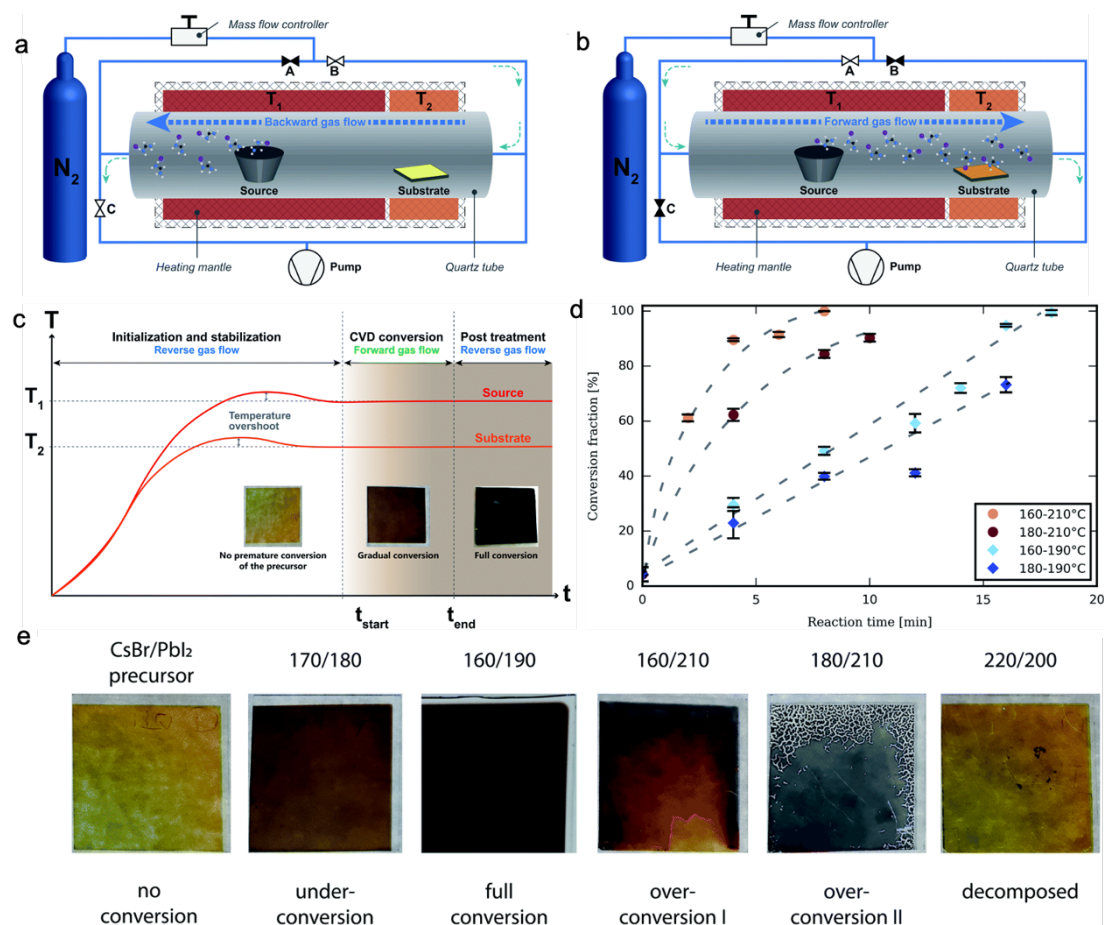 a
Mass flow controller
A
B
T₁
T₂
Backward gas flow
N₂
Source
Substrate
C
Heating mantle
Pump
Quartz tube
b
Mass flow controller
A
B
T₁
T₂
Forward gas flow
N₂
Source
Substrate
C
Heating mantle
Pump
Quartz tube
c
T
Initialization and stabilization
Reverse gas flow
CVD conversion
Forward gas flow
Post treatment
Reverse gas flow
T₁
Source
Temperature
overshoot
T₂
Substrate
No premature conversion
of the precursor
Gradual conversion
Full conversion
t
t start
t end
d
Conversion fraction [%]
100
80
60
40
20
0
0
5
10
15
20
Reaction time [min]
160-210°C
180-210°C
160-190°C
180-190°C
e
CsBr/PbI₂
precursor
170/180
160/190
160/210
180/210
220/200
no
conversion
under-
conversion
full
conversion
over-
conversion I
over-
conversion II
decomposed